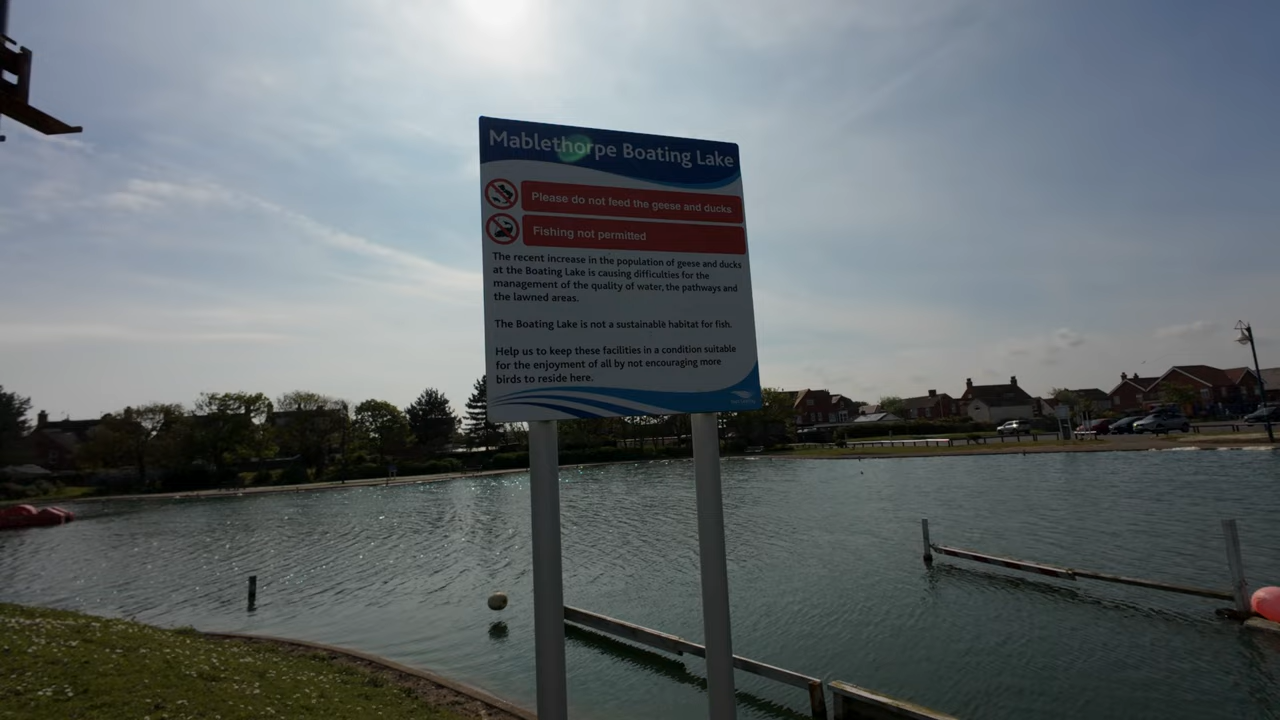 Mablethorpe Boating Lake
Please do not feed the geese and ducks
Fishing not permitted
The recent increase in the population of geese and ducks
at the Boating Lake is causing difficulties for the
management of the quality of water, the pathways and
the lawned areas.
The Boating Lake is not a sustainable habitat for fish.
Help us to keep these facilities in a condition suitable
for the enjoyment of all by not encouraging more
birds to reside here.